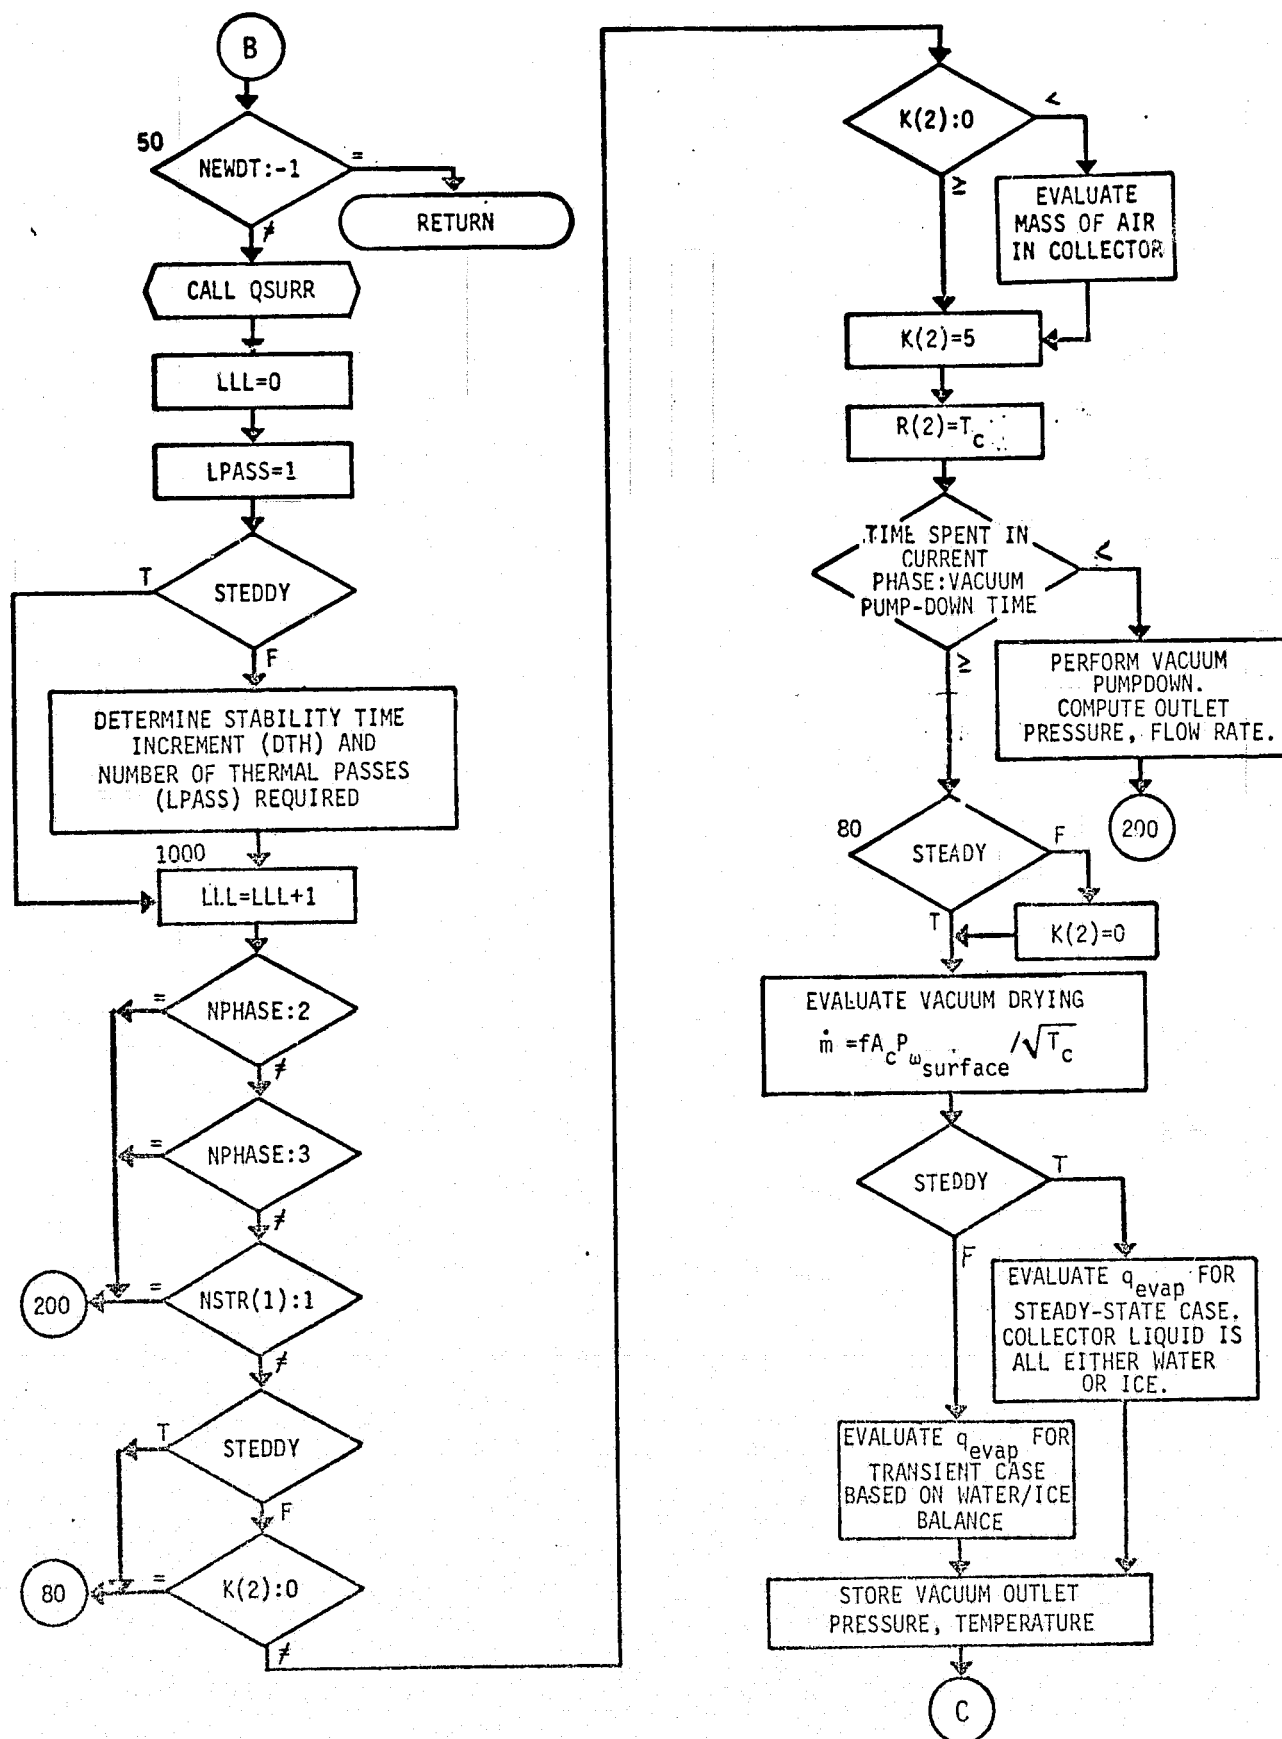 B
50
NEWDT:-1
=
RETURN
≠
CALL QSURR
LLL=0
LPASS=1
T
STEDDY
F
DETERMINE STABILITY TIME
INCREMENT (DTH) AND
NUMBER OF THERMAL PASSES
(LPASS) REQUIRED
1000
LLL=LLL+1
=
NPHASE:2
≠
=
NPHASE:3
≠
200
=
NSTR(1):1
≠
T
STEDDY
F
80
=
K(2):0
≠
K(2):0
<
≥
EVALUATE
MASS OF AIR
IN COLLECTOR
K(2)=5
R(2)=Tc
TIME SPENT IN
CURRENT
PHASE:VACUUM
PUMP-DOWN TIME
<
≥
PERFORM VACUUM
PUMPDOWN.
COMPUTE OUTLET
PRESSURE, FLOW RATE.
200
80
STEADY
F
T
K(2)=0
EVALUATE VACUUM DRYING
ṁ =fAcPωsurface/√Tc
STEDDY
T
F
EVALUATE qevap FOR
STEADY-STATE CASE.
COLLECTOR LIQUID IS
ALL EITHER WATER
OR ICE.
EVALUATE qevap FOR
TRANSIENT CASE
BASED ON WATER/ICE
BALANCE
STORE VACUUM OUTLET
PRESSURE, TEMPERATURE
C